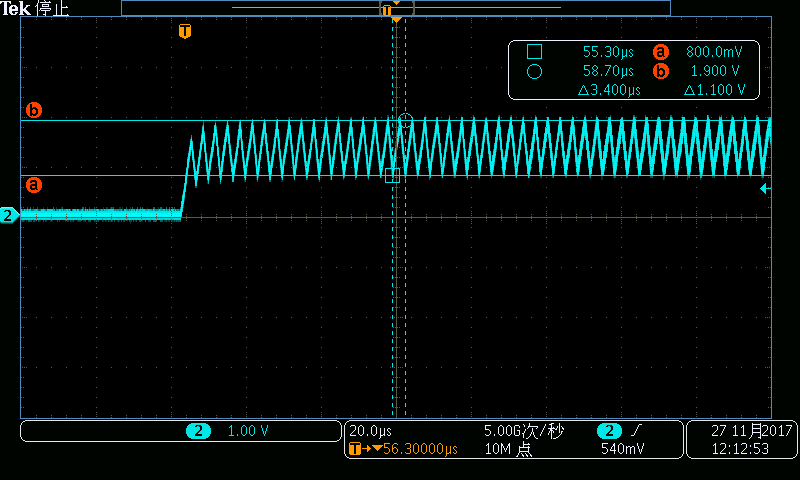 Tek 停止
T
T
55.30µs a 800.0mV
58.70µs b 1.900 V
△3.400µs △1.100 V
b
a
2
2 1.00 V
20.0µs 5.00G次/秒 2 540mV
T→▼56.30000µs 10M 点
27 11月2017
12:12:53